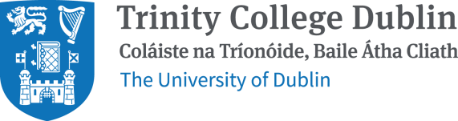 Trinity College Dublin
Coláiste na Tríonóide, Baile Átha Cliath
The University of Dublin